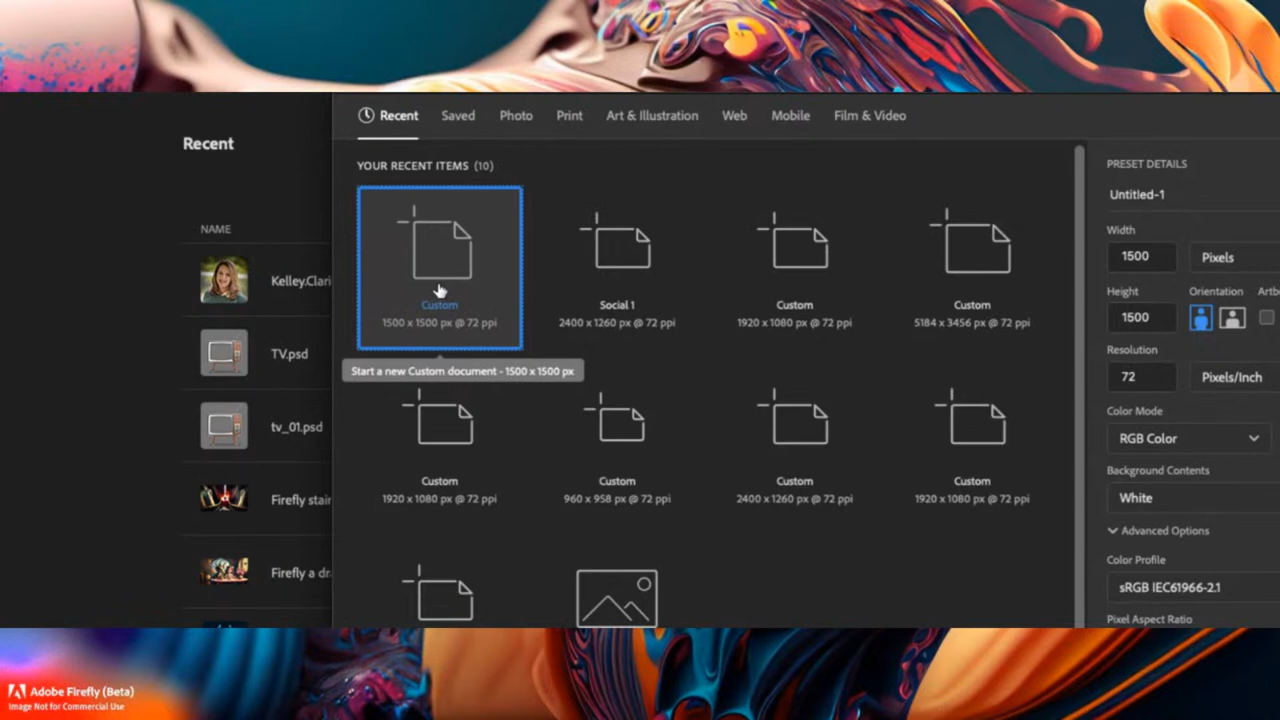 Recent
NAME
Kelley.Clari
TV.psd
tv_01.psd
Firefly stair
Firefly a dr
Recent Saved Photo Print Art & Illustration Web Mobile Film & Video
YOUR RECENT ITEMS (10)
Custom
1500 x 1500 px @ 72 ppi
Social 1
2400 x 1260 px @ 72 ppi
Custom
1920 x 1080 px @ 72 ppi
Custom
5184 x 3456 px @ 72 ppi
Start a new Custom document - 1500 x 1500 px
Custom
1920 x 1080 px @ 72 ppi
Custom
960 x 958 px @ 72 ppi
Custom
2400 x 1260 px @ 72 ppi
Custom
1920 x 1080 px @ 72 ppi
PRESET DETAILS
Untitled-1
Width
1500 Pixels
Height Orientation Artb
1500
Resolution
72 Pixels/Inch
Color Mode
RGB Color
Background Contents
White
Advanced Options
Color Profile
sRGB IEC61966-2.1
Pixel Aspect Ratio
Adobe Firefly (Beta)
Image Not for Commercial Use